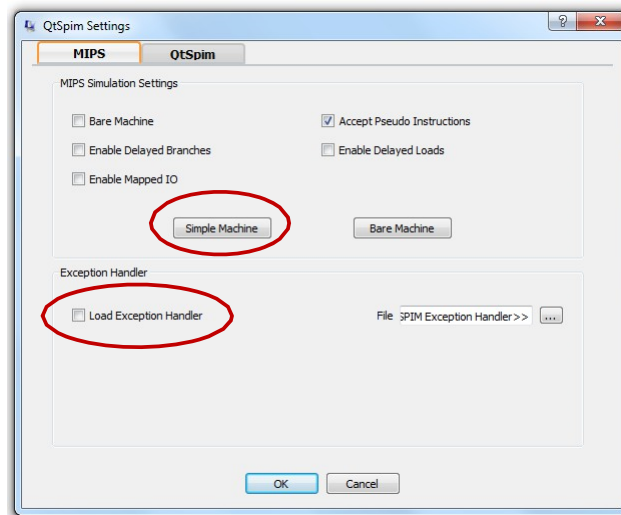 QtSpim Settings
MIPS QtSpim
MIPS Simulation Settings
Bare Machine Accept Pseudo Instructions
Enable Delayed Branches Enable Delayed Loads
Enable Mapped IO
Simple Machine Bare Machine
Exception Handler
Load Exception Handler File SPIM Exception Handler>> ...
OK Cancel